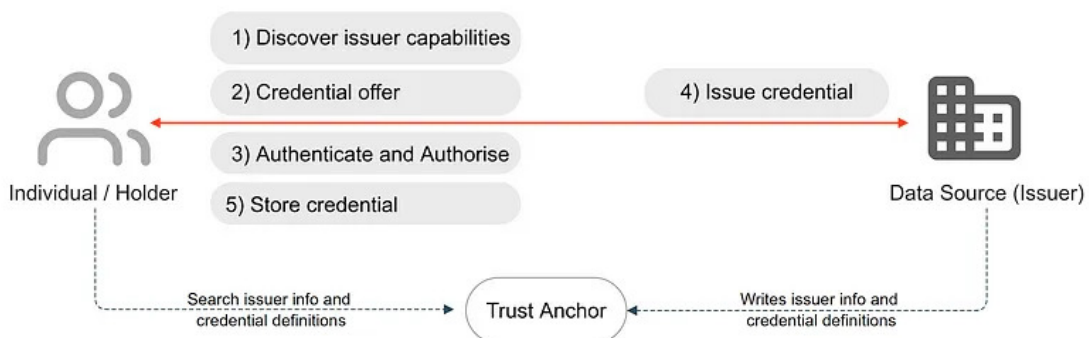 1) Discover issuer capabilities
2) Credential offer
4) Issue credential
3) Authenticate and Authorise
Individual / Holder
5) Store credential
Data Source (Issuer)
Search issuer info and
credential definitions
Trust Anchor
Writes issuer info and
credential definitions